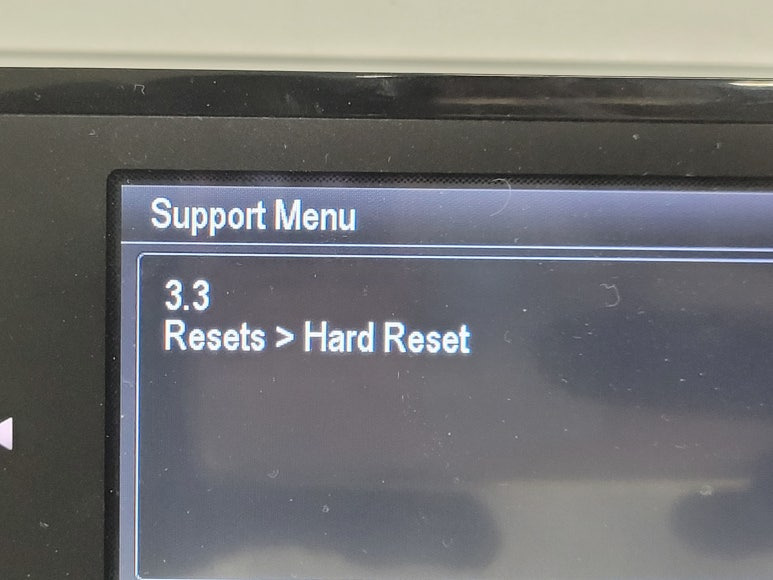 Support Menu
3.3
Resets > Hard Reset